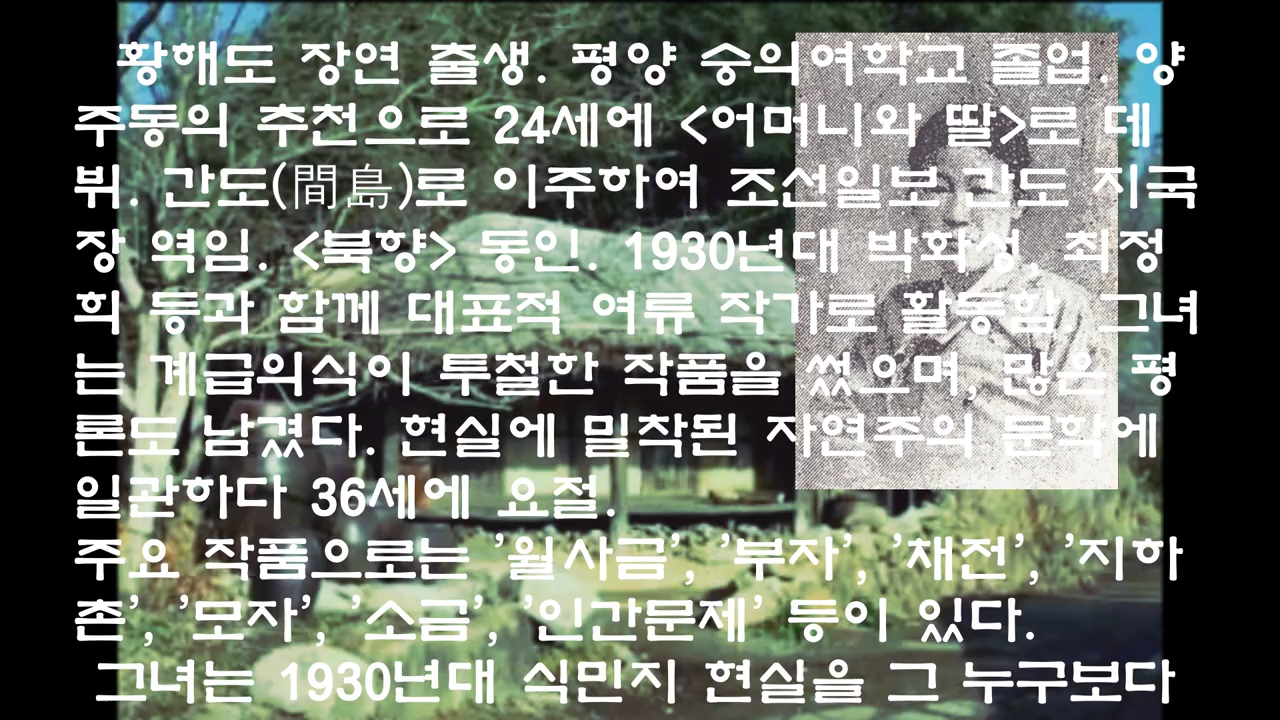 황해도 장연 출생. 평양 숭의여학교 졸업. 양
주동의 추천으로 24세에 <어머니와 딸>로 데
뷔. 간도(間島)로 이주하여 조선일보 간도 지국
장 역임. <북향> 동인. 1930년대 박화성, 최정
희 등과 함께 대표적 여류 작가로 활동함. 그녀
는 계급의식이 투철한 작품을 썼으며, 많은 평
론도 남겼다. 현실에 밀착된 자연주의 문학에
일관하다 36세에 요절.
주요 작품으로는 '월사금', '부자', '채전', '지하
촌', '모자', '소금', '인간문제' 등이 있다.
그녀는 1930년대 식민지 현실을 그 누구보다